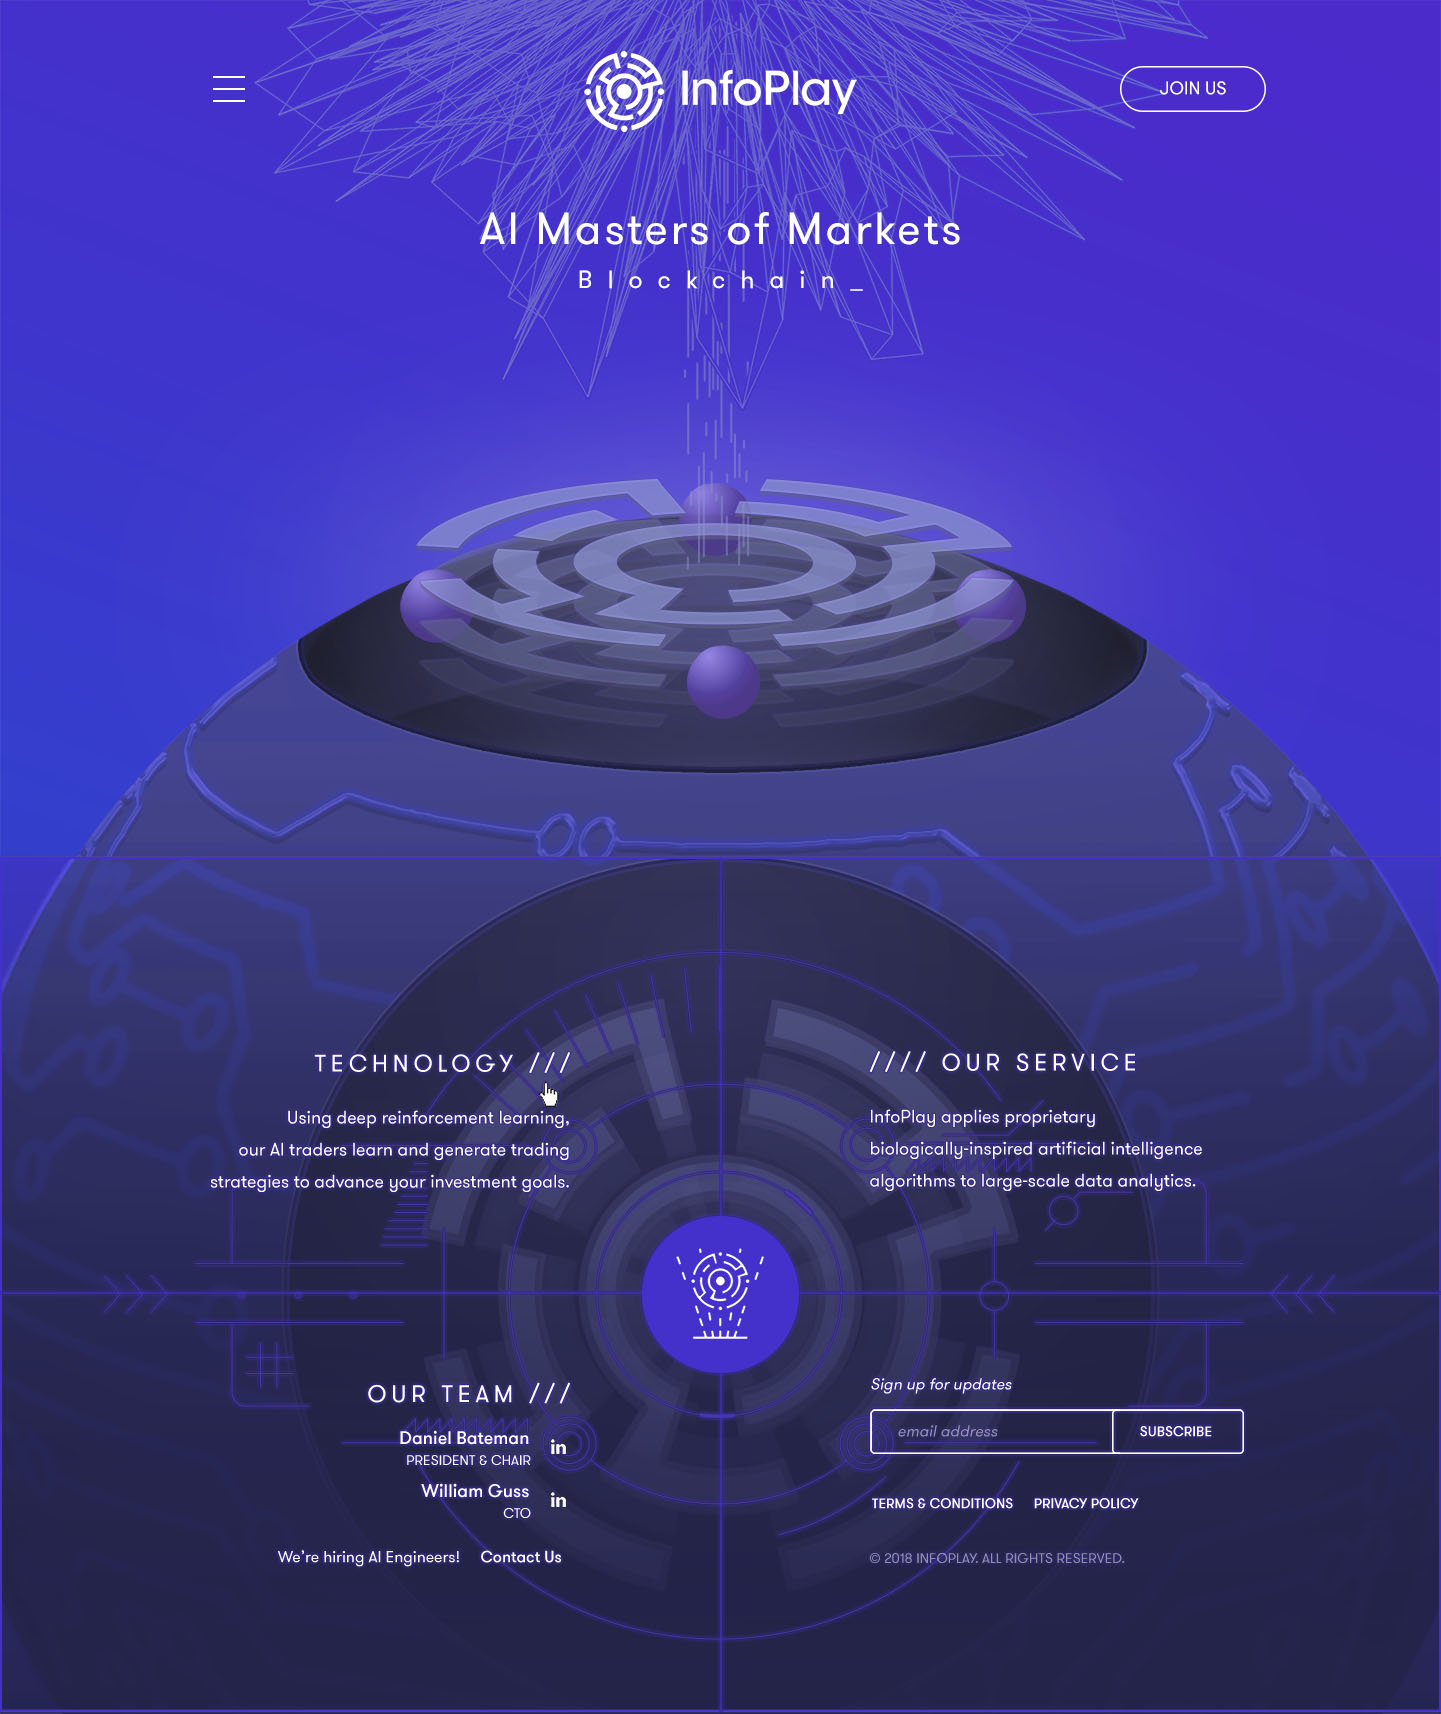 InfoPlay
JOIN US
AI Masters of Markets
Blockchain_
TECHNOLOGY ///
Using deep reinforcement learning,
our AI traders learn and generate trading
strategies to advance your investment goals.
//// OUR SERVICE
InfoPlay applies proprietary
biologically-inspired artificial intelligence
algorithms to large-scale data analytics.
OUR TEAM ///
Daniel Bateman
PRESIDENT & CHAIR
in
William Guss
CTO
in
We're hiring AI Engineers! Contact Us
Sign up for updates
email address
SUBSCRIBE
TERMS & CONDITIONS PRIVACY POLICY
© 2018 INFOPLAY. ALL RIGHTS RESERVED.